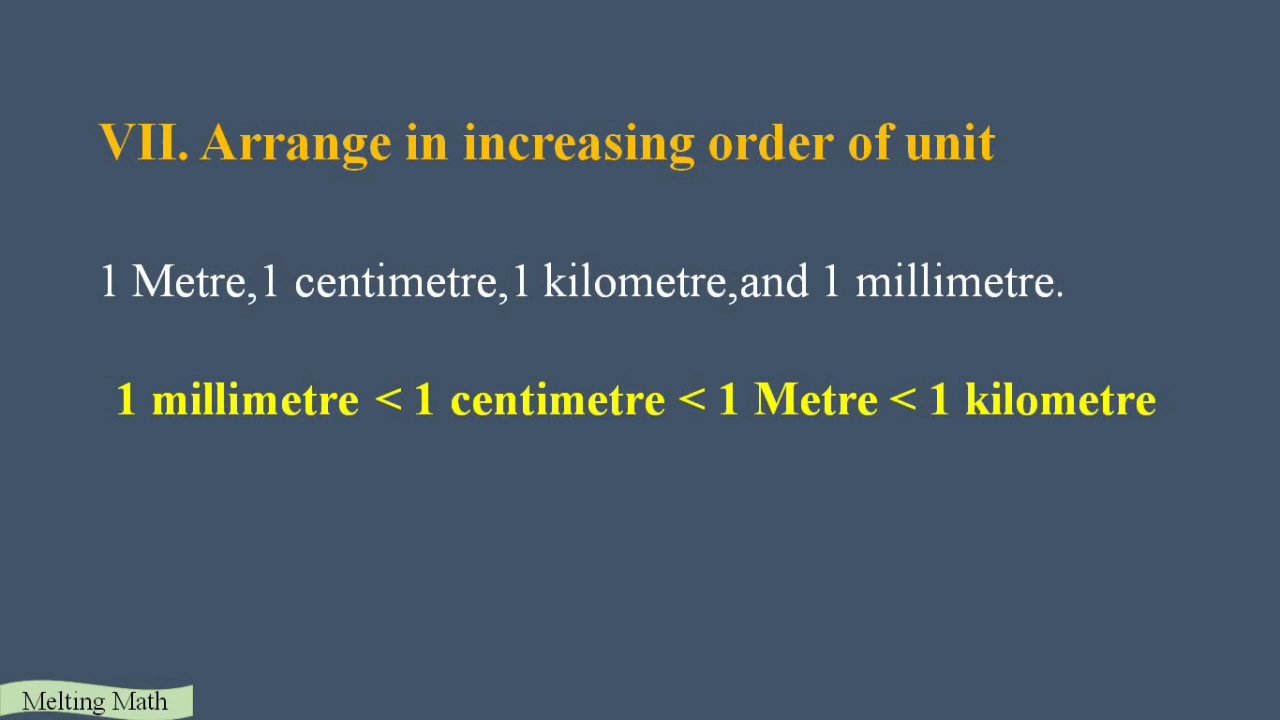 VII. Arrange in increasing order of unit
1 Metre,1 centimetre,1 kilometre,and 1 millimetre.
1 millimetre < 1 centimetre < 1 Metre < 1 kilometre
Melting Math